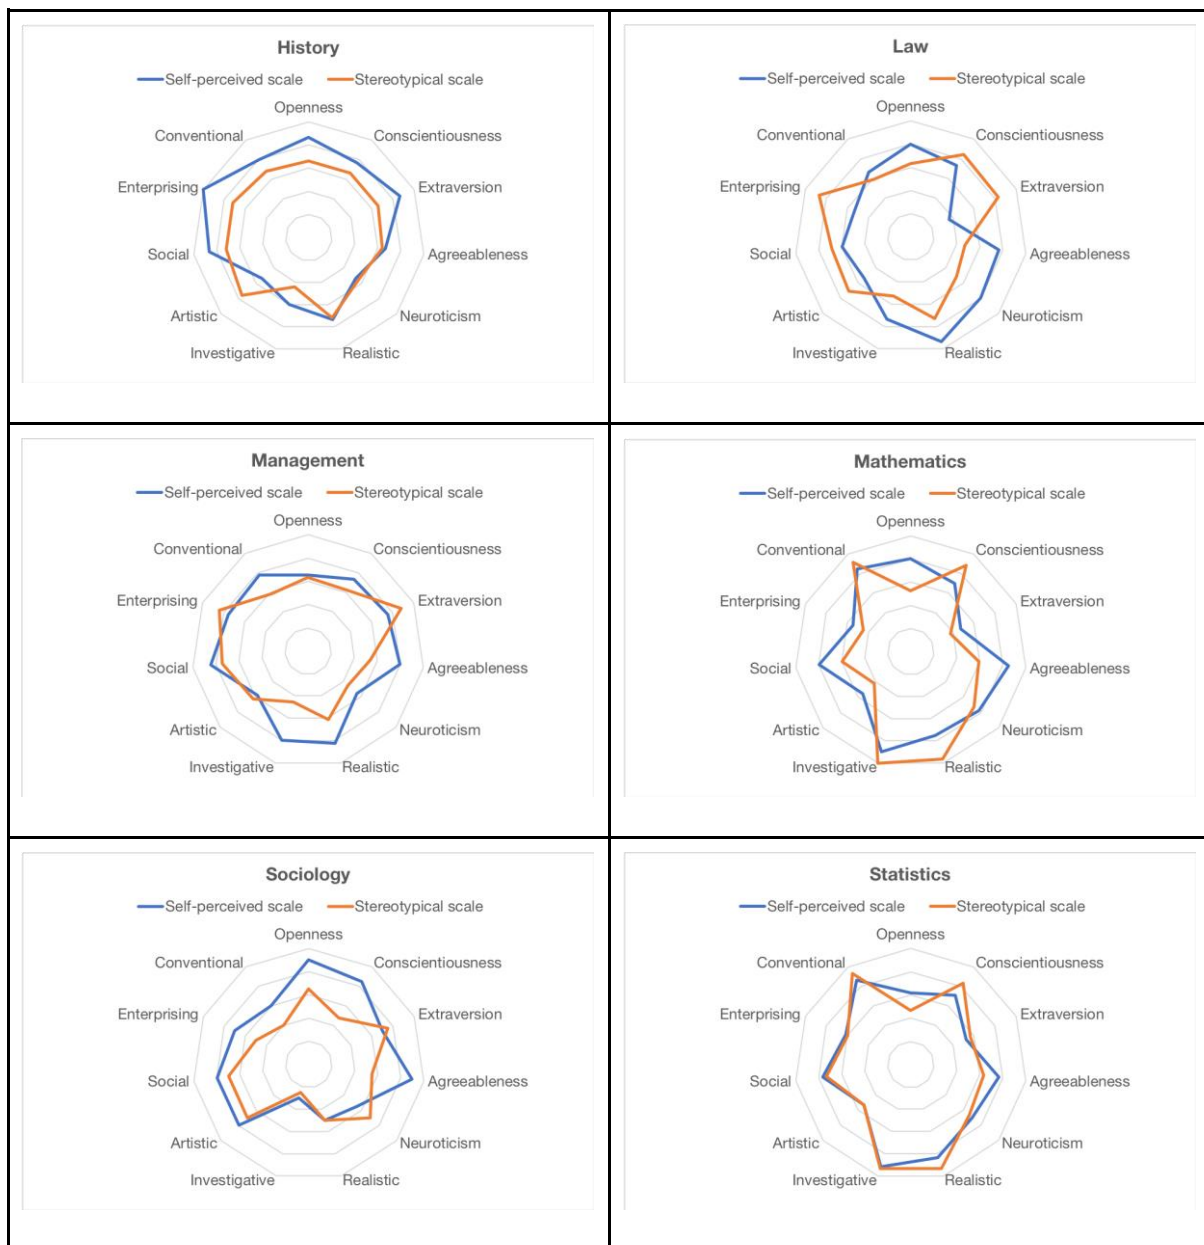 History
Self-perceived scale Stereotypical scale
Openness
Conventional Conscientiousness
Enterprising Extraversion
Social Agreeableness
Artistic Neuroticism
Investigative Realistic
Law
Self-perceived scale Stereotypical scale
Openness
Conventional Conscientiousness
Enterprising Extraversion
Social Agreeableness
Artistic Neuroticism
Investigative Realistic
Management
Self-perceived scale Stereotypical scale
Openness
Conventional Conscientiousness
Enterprising Extraversion
Social Agreeableness
Artistic Neuroticism
Investigative Realistic
Mathematics
Self-perceived scale Stereotypical scale
Openness
Conventional Conscientiousness
Enterprising Extraversion
Social Agreeableness
Artistic Neuroticism
Investigative Realistic
Sociology
Self-perceived scale Stereotypical scale
Openness
Conventional Conscientiousness
Enterprising Extraversion
Social Agreeableness
Artistic Neuroticism
Investigative Realistic
Statistics
Self-perceived scale Stereotypical scale
Openness
Conventional Conscientiousness
Enterprising Extraversion
Social Agreeableness
Artistic Neuroticism
Investigative Realistic